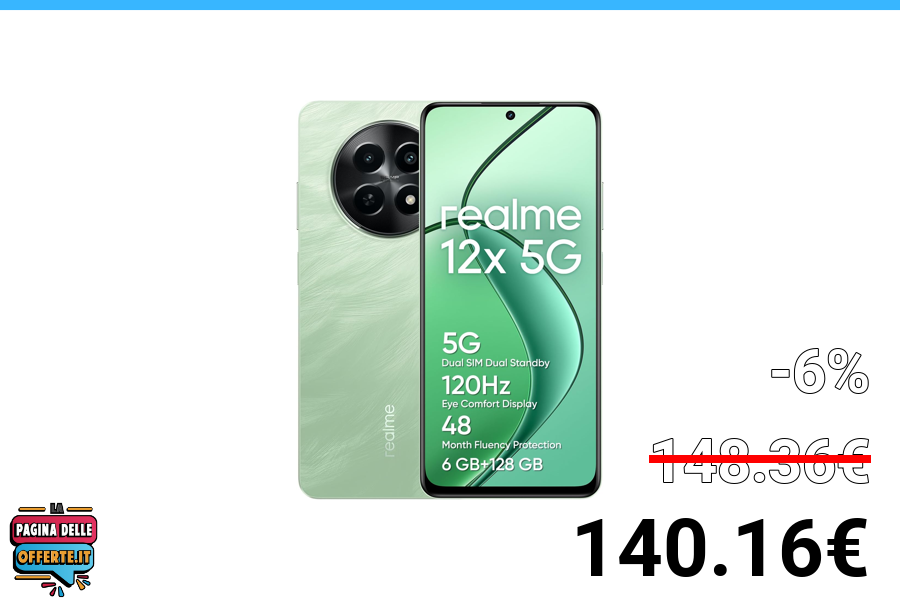 realme
12x 5G
5G
Dual SIM Dual Standby
120Hz
Eye Comfort Display
48
Month Fluency Protection
6 GB+128 GB
realme
-6%
148.36€
140.16€
LA
PAGINA DELLE
OFFERTE.IT